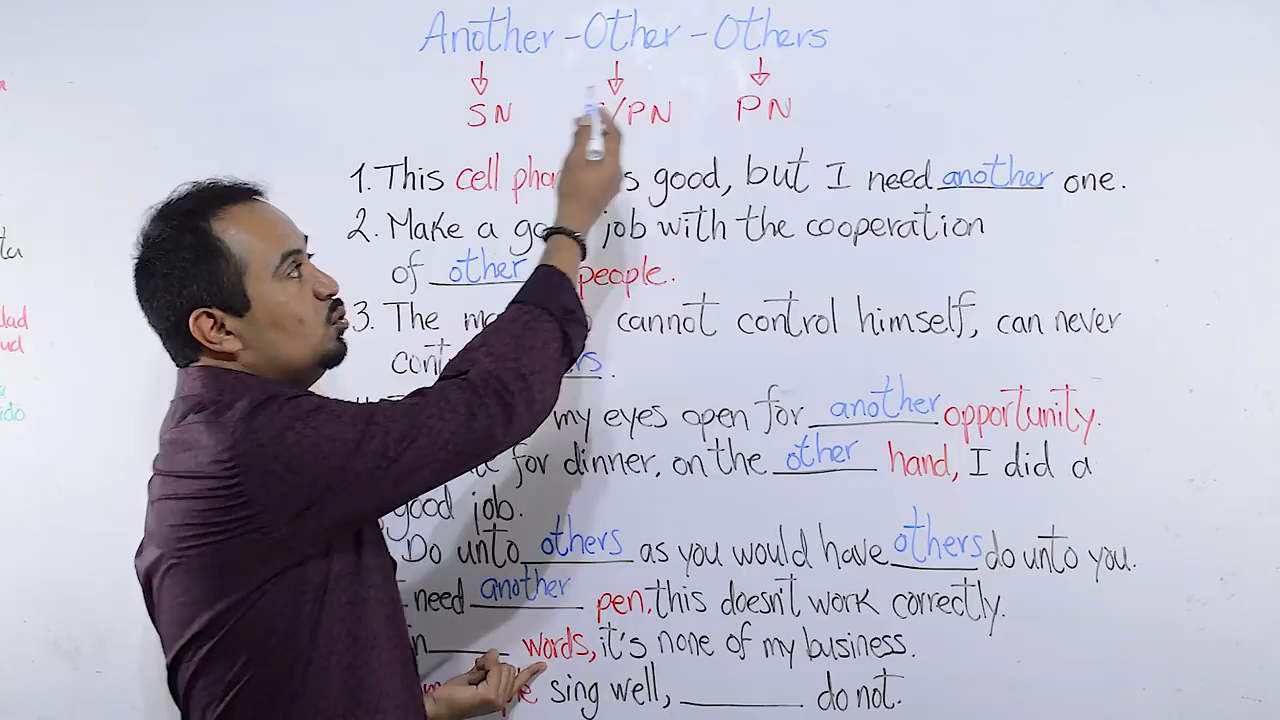 Another - Other - Others
SN /PN PN
1. This cell good, but I need another one.
2. Make a job with the cooperation
of other people.
3. The cannot control himself, can never
.
my eyes open for another opportunity.
for dinner, on the other hand, I did a
good job.
Do unto others as you would have others do unto you.
need another pen, this doesn't work correctly.
words, it's none of my business.
sing well, ______ do not.